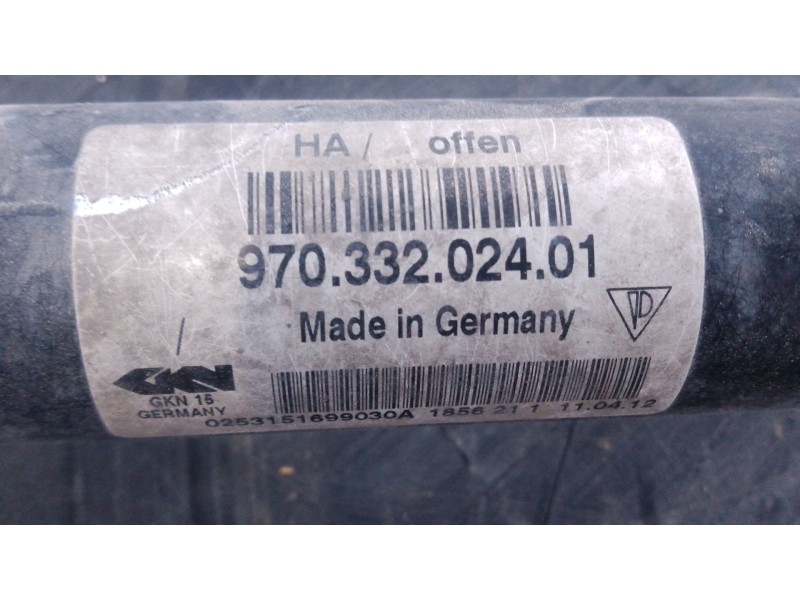 HA/ offen
970.332.024.01
Made in Germany
GKN
GKN 15
GERMANY
0253151699030A 1856 21 1 11.04.12